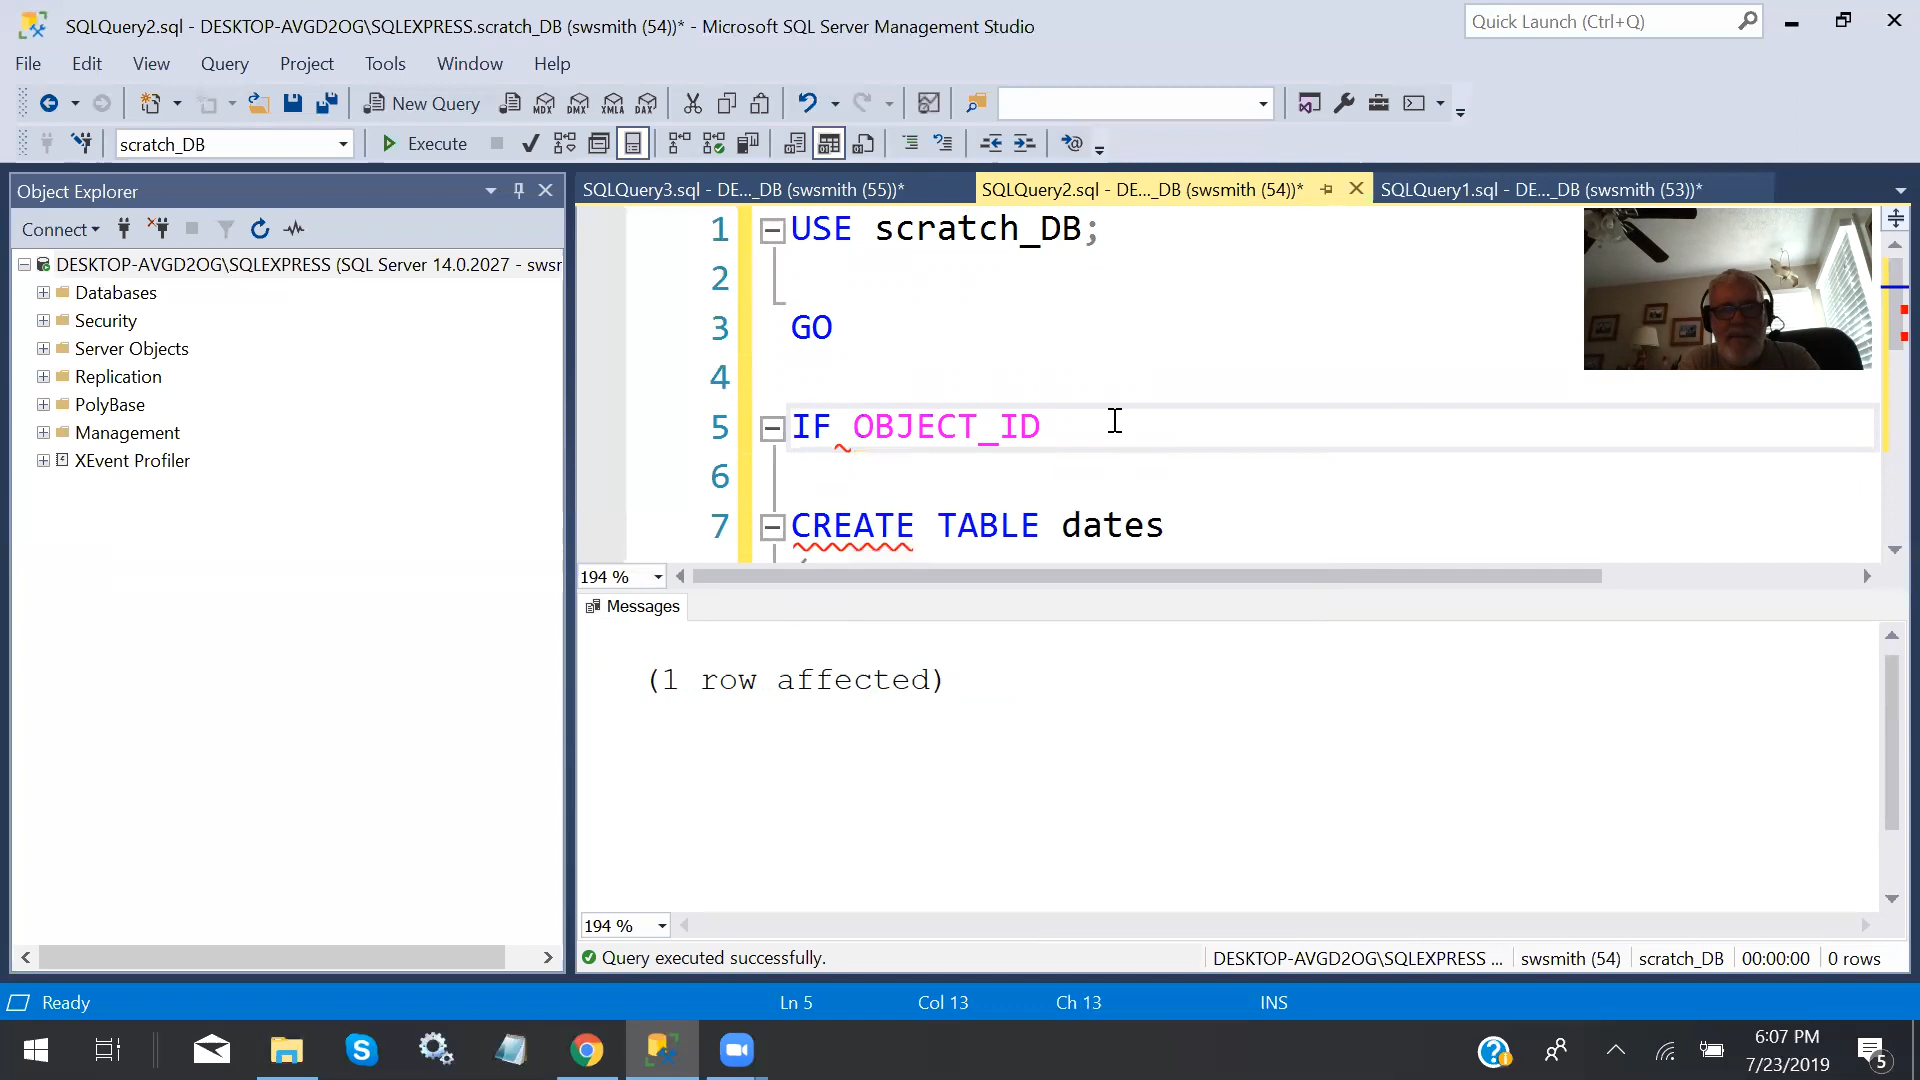 SQLQuery2.sql - DESKTOP-AVGD2OG\SQLEXPRESS.scratch_DB (swsmith (54))* - Microsoft SQL Server Management Studio
Quick Launch (Ctrl+Q)
File Edit View Query Project Tools Window Help
New Query MDX DMX XMLA DAX
scratch_DB Execute
Object Explorer
SQLQuery3.sql - DE..._DB (swsmith (55))* SQLQuery2.sql - DE..._DB (swsmith (54))* SQLQuery1.sql - DE..._DB (swsmith (53))*
Connect
DESKTOP-AVGD2OG\SQLEXPRESS (SQL Server 14.0.2027 - swsr
Databases
Security
Server Objects
Replication
PolyBase
Management
XEvent Profiler
1 USE scratch_DB;
2
3 GO
4
5 IF OBJECT_ID
6
7 CREATE TABLE dates
194 %
Messages
(1 row affected)
194 %
Query executed successfully. DESKTOP-AVGD2OG\SQLEXPRESS ... swsmith (54) scratch_DB 00:00:00 0 rows
Ready Ln 5 Col 13 Ch 13 INS
6:07 PM
7/23/2019
5